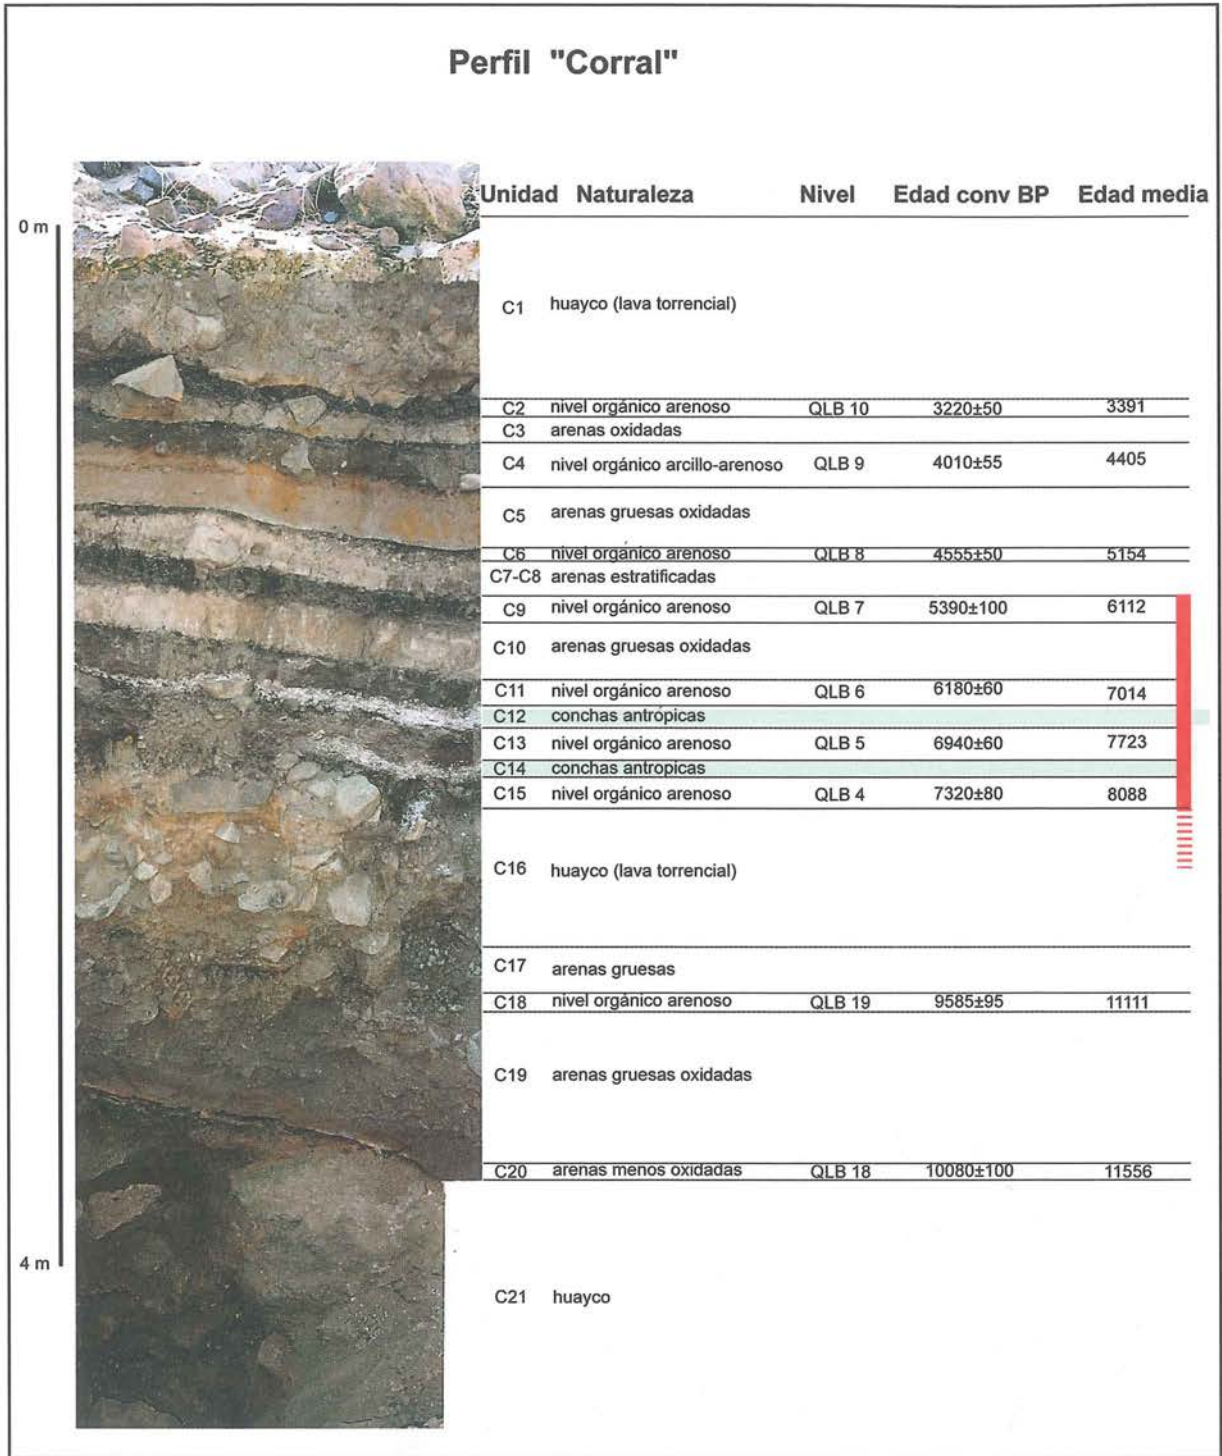 Perfil "Corral"
Unidad Naturaleza Nivel Edad conv BP Edad media
0 m
C1 huayco (lava torrencial)
C2 nivel orgánico arenoso QLB 10 3220±50 3391
C3 arenas oxidadas
C4 nivel orgánico arcillo-arenoso QLB 9 4010±55 4405
C5 arenas gruesas oxidadas
C6 nivel orgánico arenoso QLB 8 4555±50 5154
C7-C8 arenas estratificadas
C9 nivel orgánico arenoso QLB 7 5390±100 6112
C10 arenas gruesas oxidadas
C11 nivel orgánico arenoso QLB 6 6180±60 7014
C12 conchas antrópicas
C13 nivel orgánico arenoso QLB 5 6940±60 7723
C14 conchas antropicas
C15 nivel orgánico arenoso QLB 4 7320±80 8088
C16 huayco (lava torrencial)
C17 arenas gruesas
C18 nivel orgánico arenoso QLB 19 9585±95 11111
C19 arenas gruesas oxidadas
C20 arenas menos oxidadas QLB 18 10080±100 11556
4 m
C21 huayco